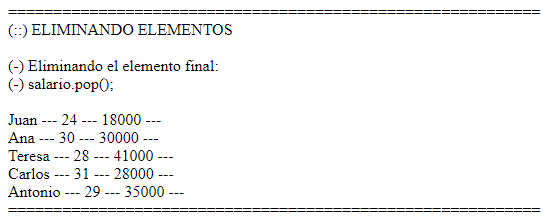 ===========================================================
(::) ELIMINANDO ELEMENTOS
(-) Eliminando el elemento final:
(-) salario.pop();
Juan --- 24 --- 18000 ---
Ana --- 30 --- 30000 ---
Teresa --- 28 --- 41000 ---
Carlos --- 31 --- 28000 ---
Antonio --- 29 --- 35000 ---
===========================================================